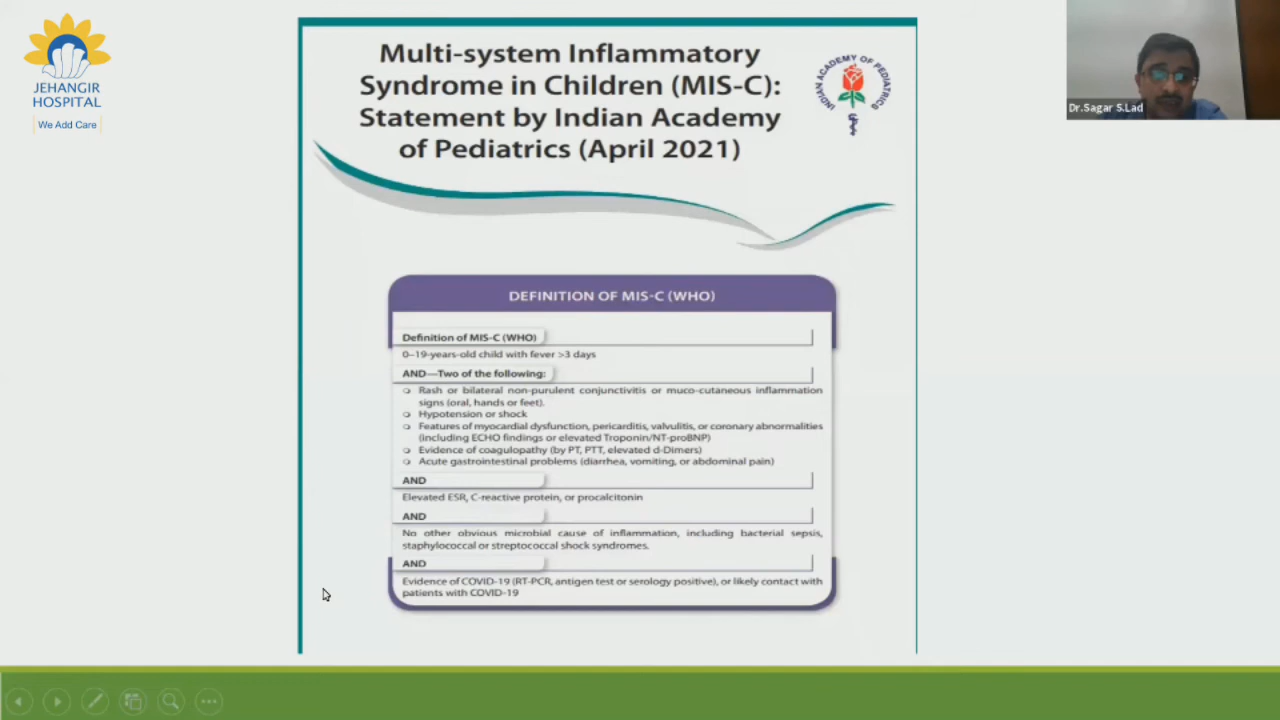 JEHANGIR
HOSPITAL
We Add Care
Multi-system Inflammatory
Syndrome in Children (MIS-C):
Statement by Indian Academy
of Pediatrics (April 2021)
INDIAN ACADEMY OF PEDIATRICS
Dr.Sagar S.Lad
DEFINITION OF MIS-C (WHO)
Definition of MIS-C (WHO)
0–19-years-old child with fever >3 days
AND—Two of the following:
❍ Rash or bilateral non-purulent conjunctivitis or muco-cutaneous inflammation
signs (oral, hands or feet).
❍ Hypotension or shock
❍ Features of myocardial dysfunction, pericarditis, valvulitis, or coronary abnormalities
(including ECHO findings or elevated Troponin/NT-proBNP)
❍ Evidence of coagulopathy (by PT, PTT, elevated d-Dimers)
❍ Acute gastrointestinal problems (diarrhea, vomiting, or abdominal pain)
AND
Elevated ESR, C-reactive protein, or procalcitonin
AND
No other obvious microbial cause of inflammation, including bacterial sepsis,
staphylococcal or streptococcal shock syndromes.
AND
Evidence of COVID-19 (RT-PCR, antigen test or serology positive), or likely contact with
patients with COVID-19